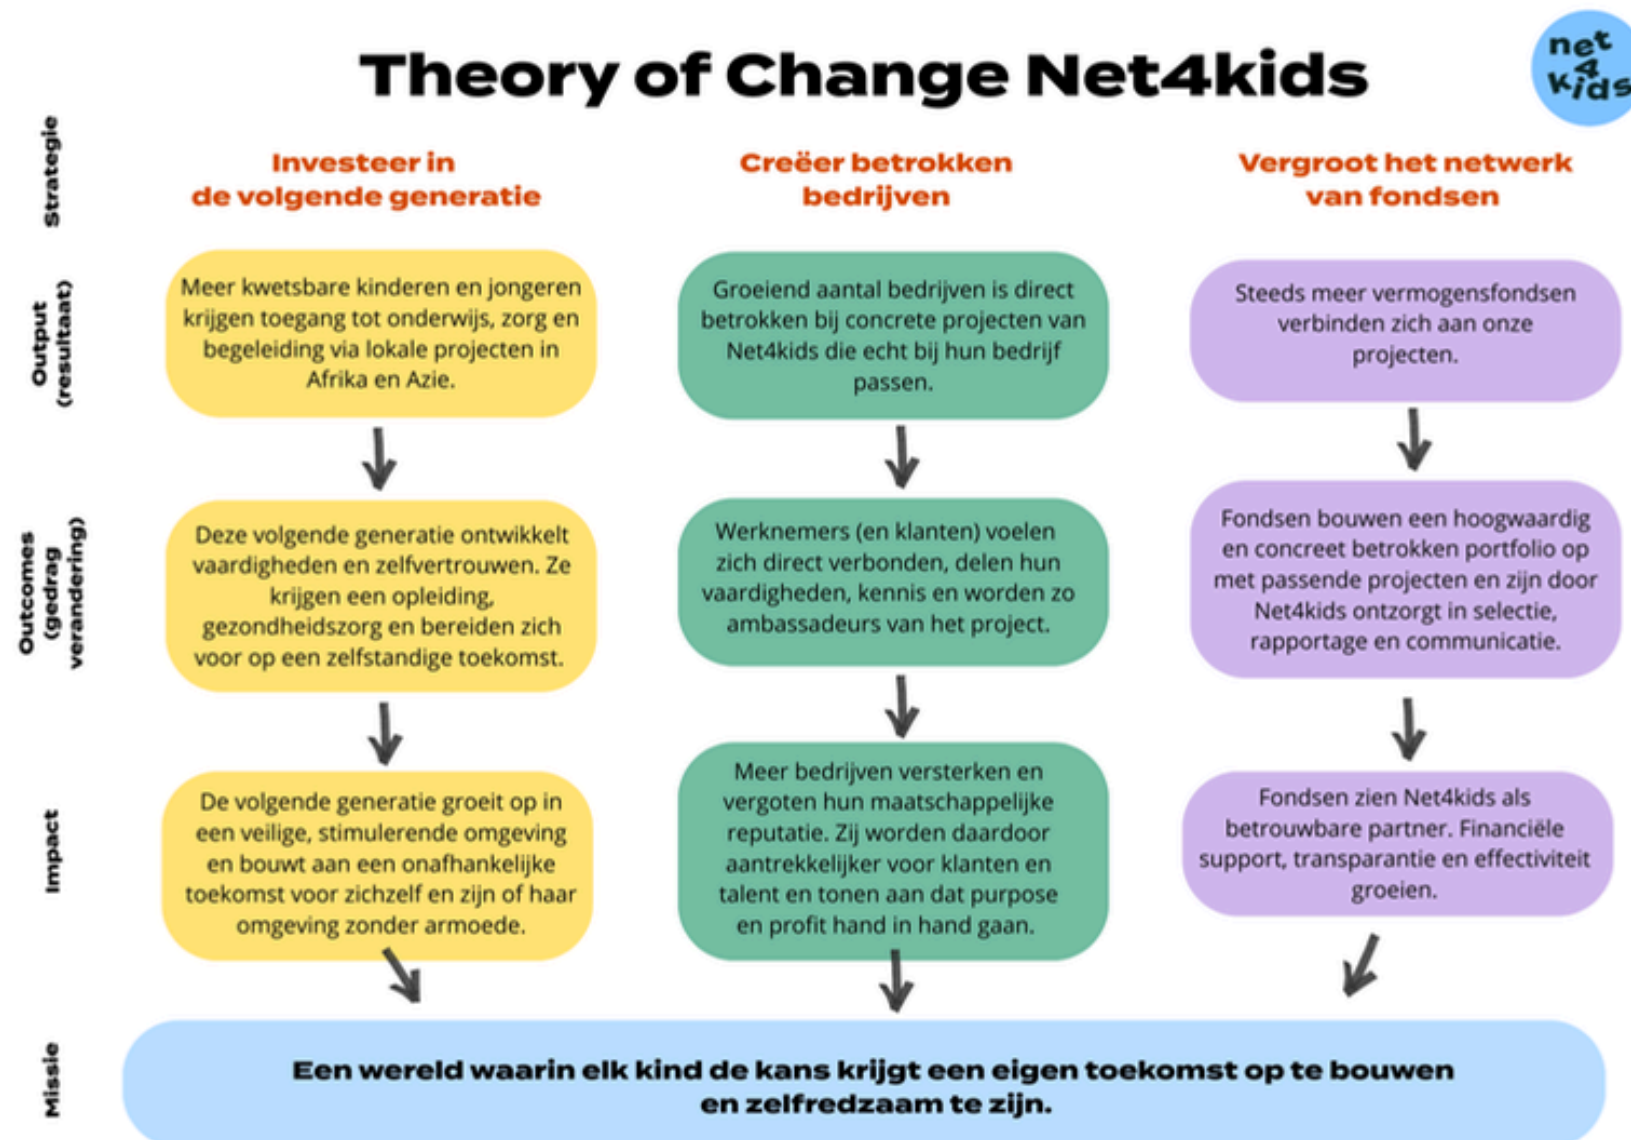 Theory of Change Net4kids
net
4
kids
Strategie
Investeer in
de volgende generatie
Creëer betrokken
bedrijven
Vergroot het netwerk
van fondsen
Output
(resultaat)
Meer kwetsbare kinderen en jongeren
krijgen toegang tot onderwijs, zorg en
begeleiding via lokale projecten in
Afrika en Azie.
Groeiend aantal bedrijven is direct
betrokken bij concrete projecten van
Net4kids die echt bij hun bedrijf
passen.
Steeds meer vermogensfondsen
verbinden zich aan onze
projecten.
Outcomes
(gedrag
verandering)
Deze volgende generatie ontwikkelt
vaardigheden en zelfvertrouwen. Ze
krijgen een opleiding,
gezondheidszorg en bereiden zich
voor op een zelfstandige toekomst.
Werknemers (en klanten) voelen
zich direct verbonden, delen hun
vaardigheden, kennis en worden zo
ambassadeurs van het project.
Fondsen bouwen een hoogwaardig
en concreet betrokken portfolio op
met passende projecten en zijn door
Net4kids ontzorgt in selectie,
rapportage en communicatie.
Impact
De volgende generatie groeit op in
een veilige, stimulerende omgeving
en bouwt aan een onafhankelijke
toekomst voor zichzelf en zijn of haar
omgeving zonder armoede.
Meer bedrijven versterken en
vergoten hun maatschappelijke
reputatie. Zij worden daardoor
aantrekkelijker voor klanten en
talent en tonen aan dat purpose
en profit hand in hand gaan.
Fondsen zien Net4kids als
betrouwbare partner. Financiële
support, transparantie en effectiviteit
groeien.
Missie
Een wereld waarin elk kind de kans krijgt een eigen toekomst op te bouwen
en zelfredzaam te zijn.